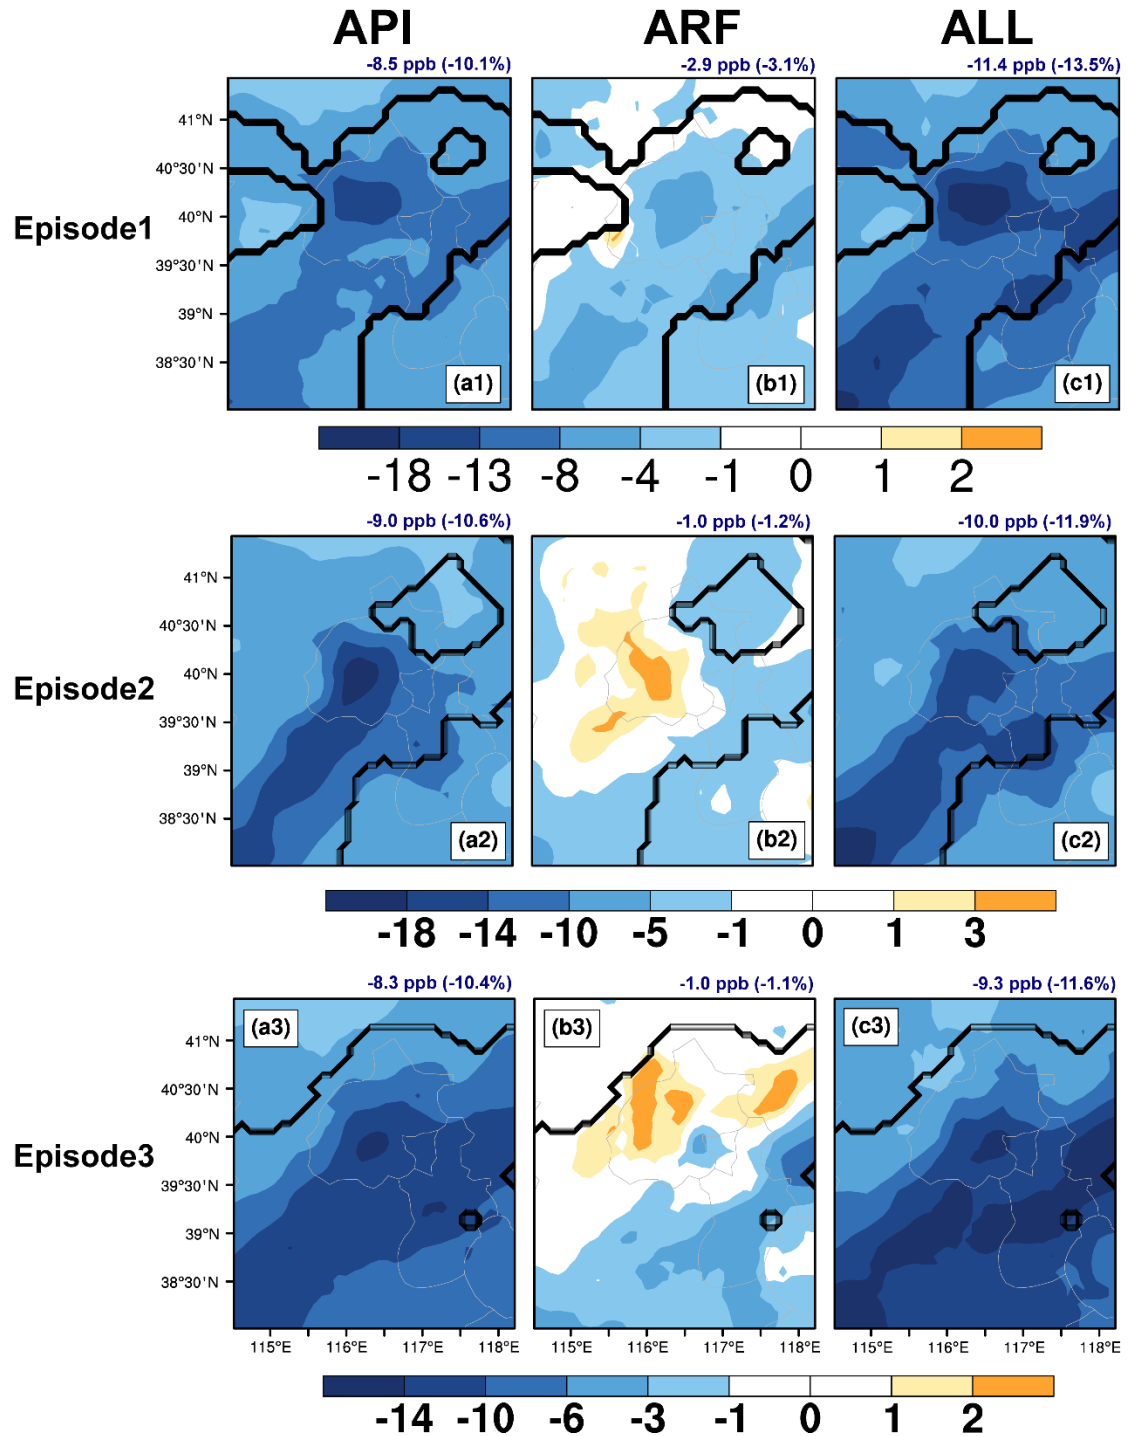 API ARF ALL
-8.5 ppb (-10.1%) -2.9 ppb (-3.1%) -11.4 ppb (-13.5%)
Episode1
41°N
40°30'N
40°N
39°30'N
39°N
38°30'N
(a1) (b1) (c1)
-18 -13 -8 -4 -1 0 1 2
-9.0 ppb (-10.6%) -1.0 ppb (-1.2%) -10.0 ppb (-11.9%)
Episode2
41°N
40°30'N
40°N
39°30'N
39°N
38°30'N
(a2) (b2) (c2)
-18 -14 -10 -5 -1 0 1 3
-8.3 ppb (-10.4%) -1.0 ppb (-1.1%) -9.3 ppb (-11.6%)
(a3) (b3) (c3)
Episode3
41°N
40°30'N
40°N
39°30'N
39°N
38°30'N
115°E 116°E 117°E 118°E 115°E 116°E 117°E 118°E 115°E 116°E 117°E 118°E
-14 -10 -6 -3 -1 0 1 2